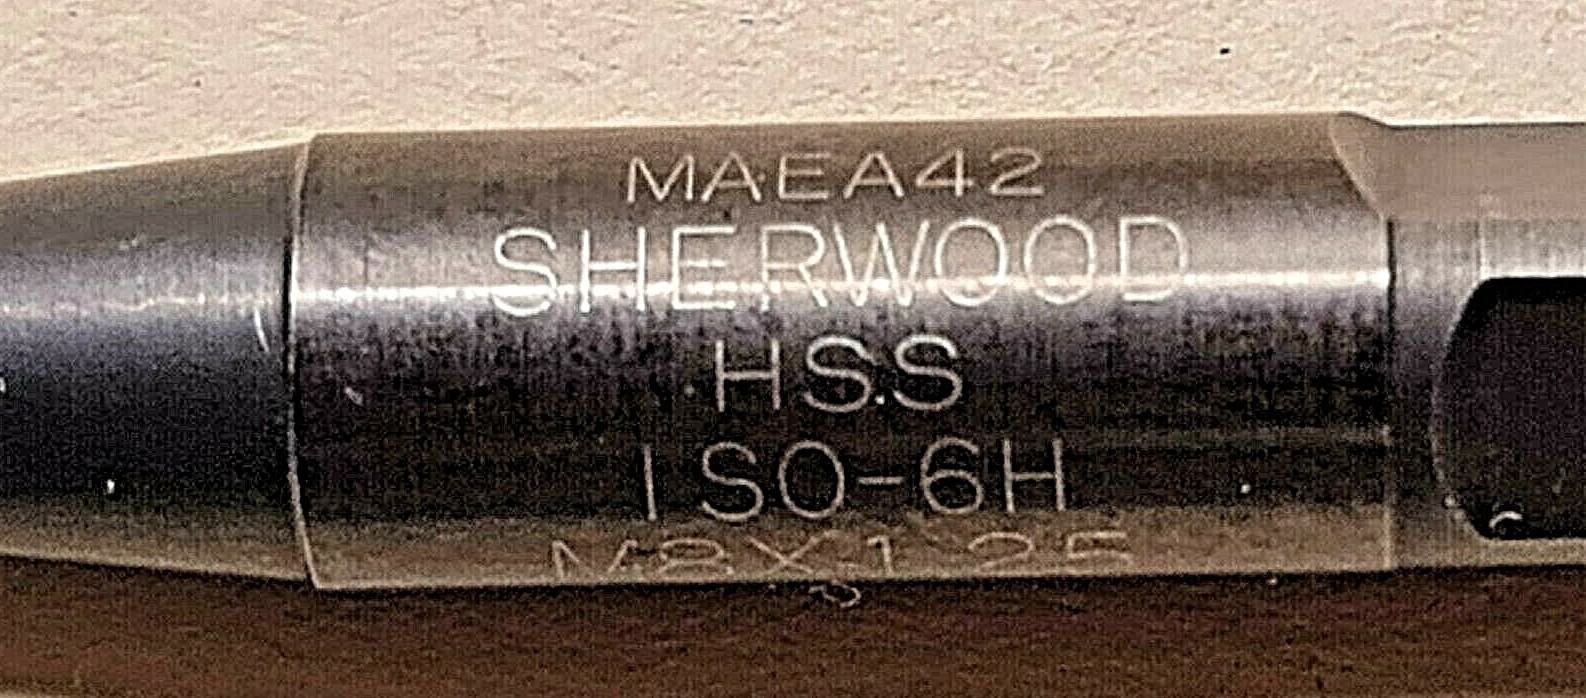 MAEA42
SHERWOOD
HSS
ISO-6H
M8X1.25